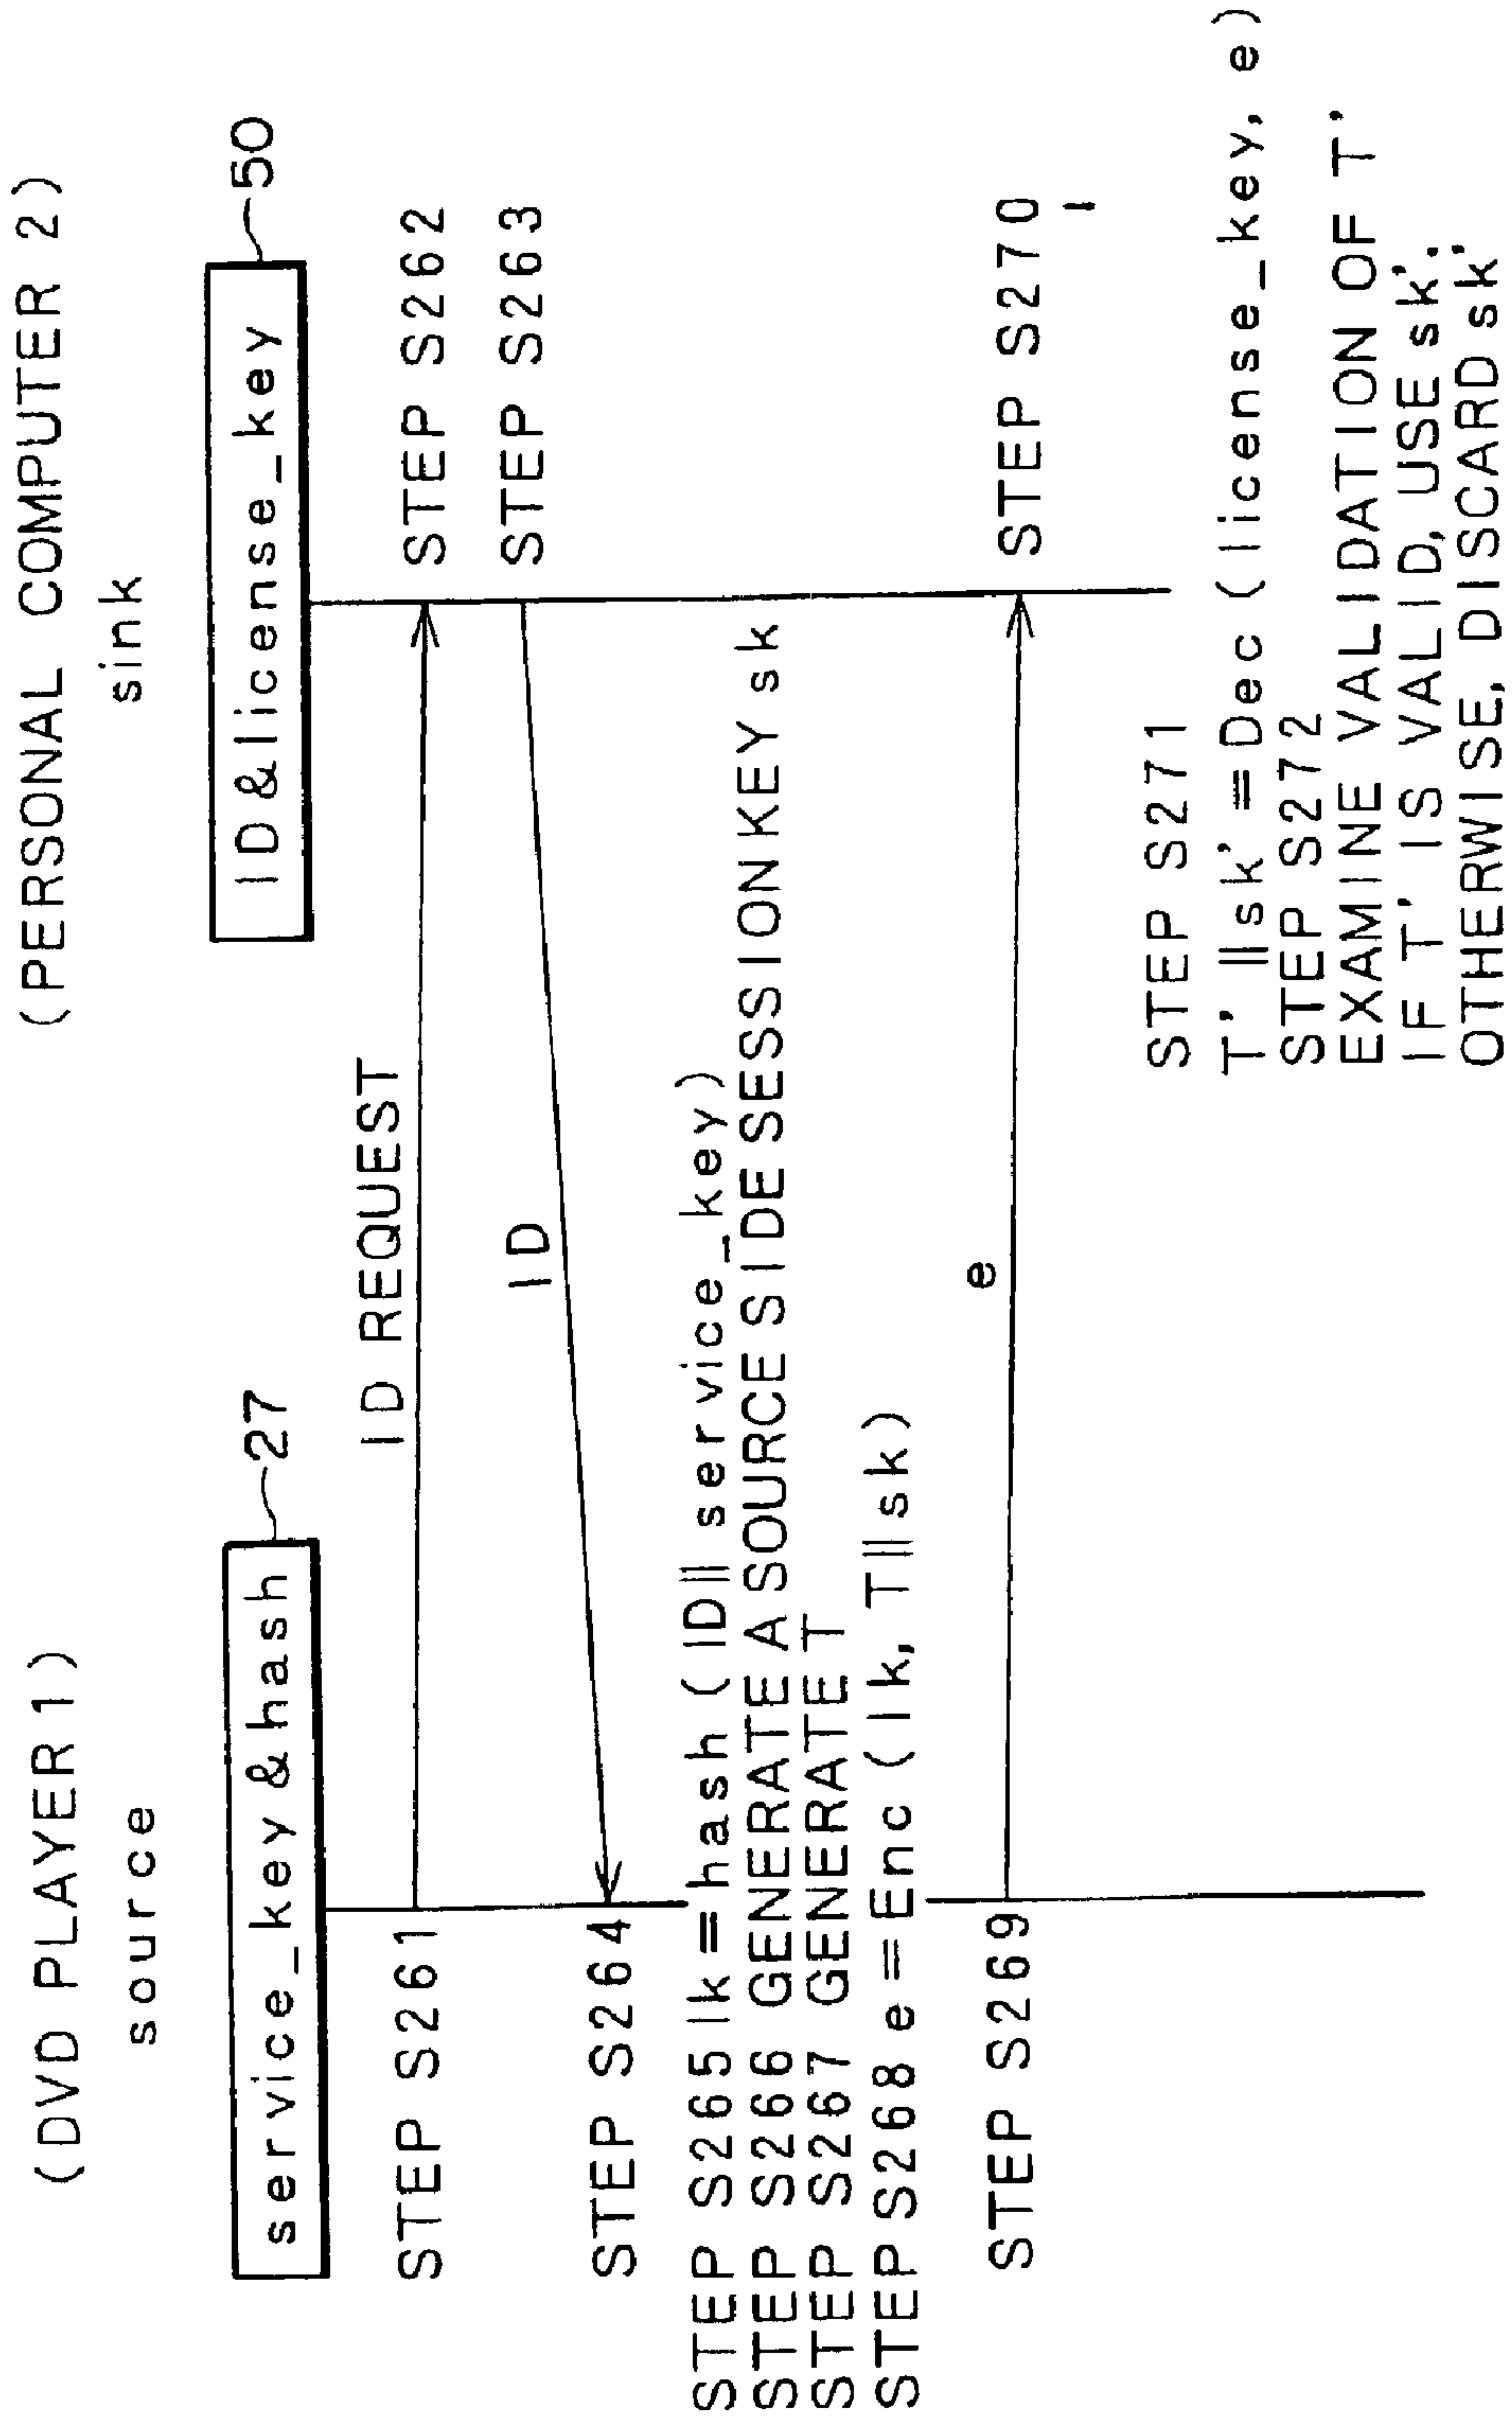 (DVD PLAYER1)
source
(PERSONAL COMPUTER 2)
sink
service_key & hash
27
ID&license_key
50
STEP S261
ID REQUEST
STEP S262
STEP S263
ID
STEP S264
STEP S265 lk=hash (ID|| service_key)
STEP S266 GENERATE A SOURCE SIDE SESSION KEY sk
STEP S267 GENERATE T
STEP S268 e=Enc (lk, T||sk)
STEP S269
e
STEP S270
STEP S271
T' ||sk' =Dec (license_key, e)
STEP S272
EXAMINE VALIDATION OF T'
IF T' IS VALID, USE sk';
OTHERWISE, DISCARD sk'